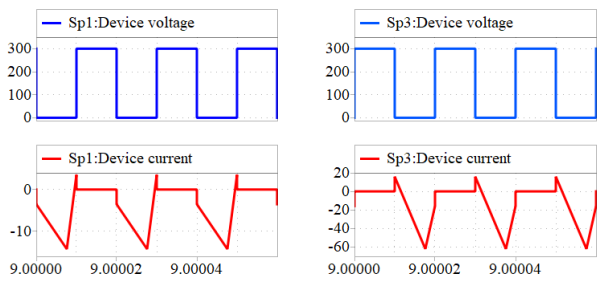 Sp1:Device voltage
300
200
100
0
Sp3:Device voltage
300
200
100
0
Sp1:Device current
0
-10
9.00000 9.00002 9.00004
Sp3:Device current
20
0
-20
-40
-60
9.00000 9.00002 9.00004